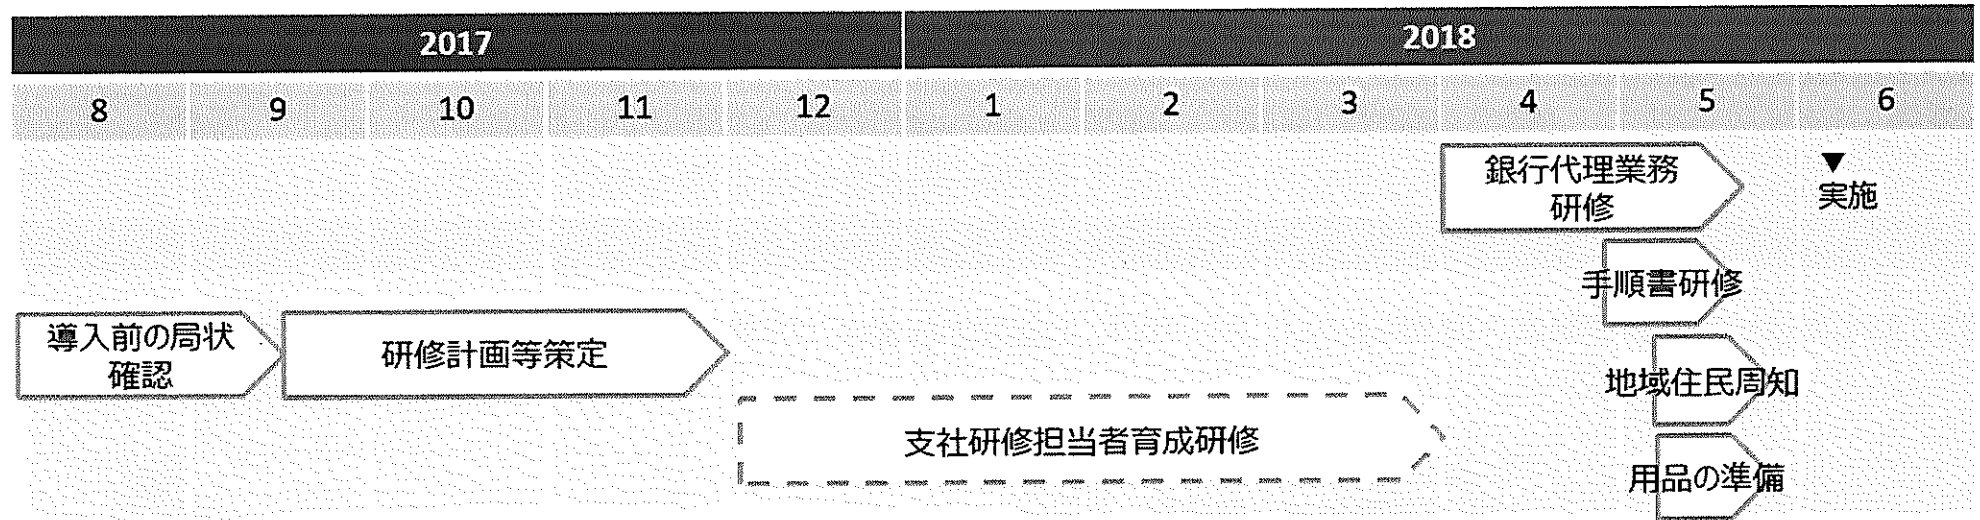 2017
2018
8
9
10
11
12
1
2
3
4
5
6
銀行代理業務
研修
▼
実施
手順書研修
導入前の局状
確認
研修計画等策定
地域住民周知
支社研修担当者育成研修
用品の準備